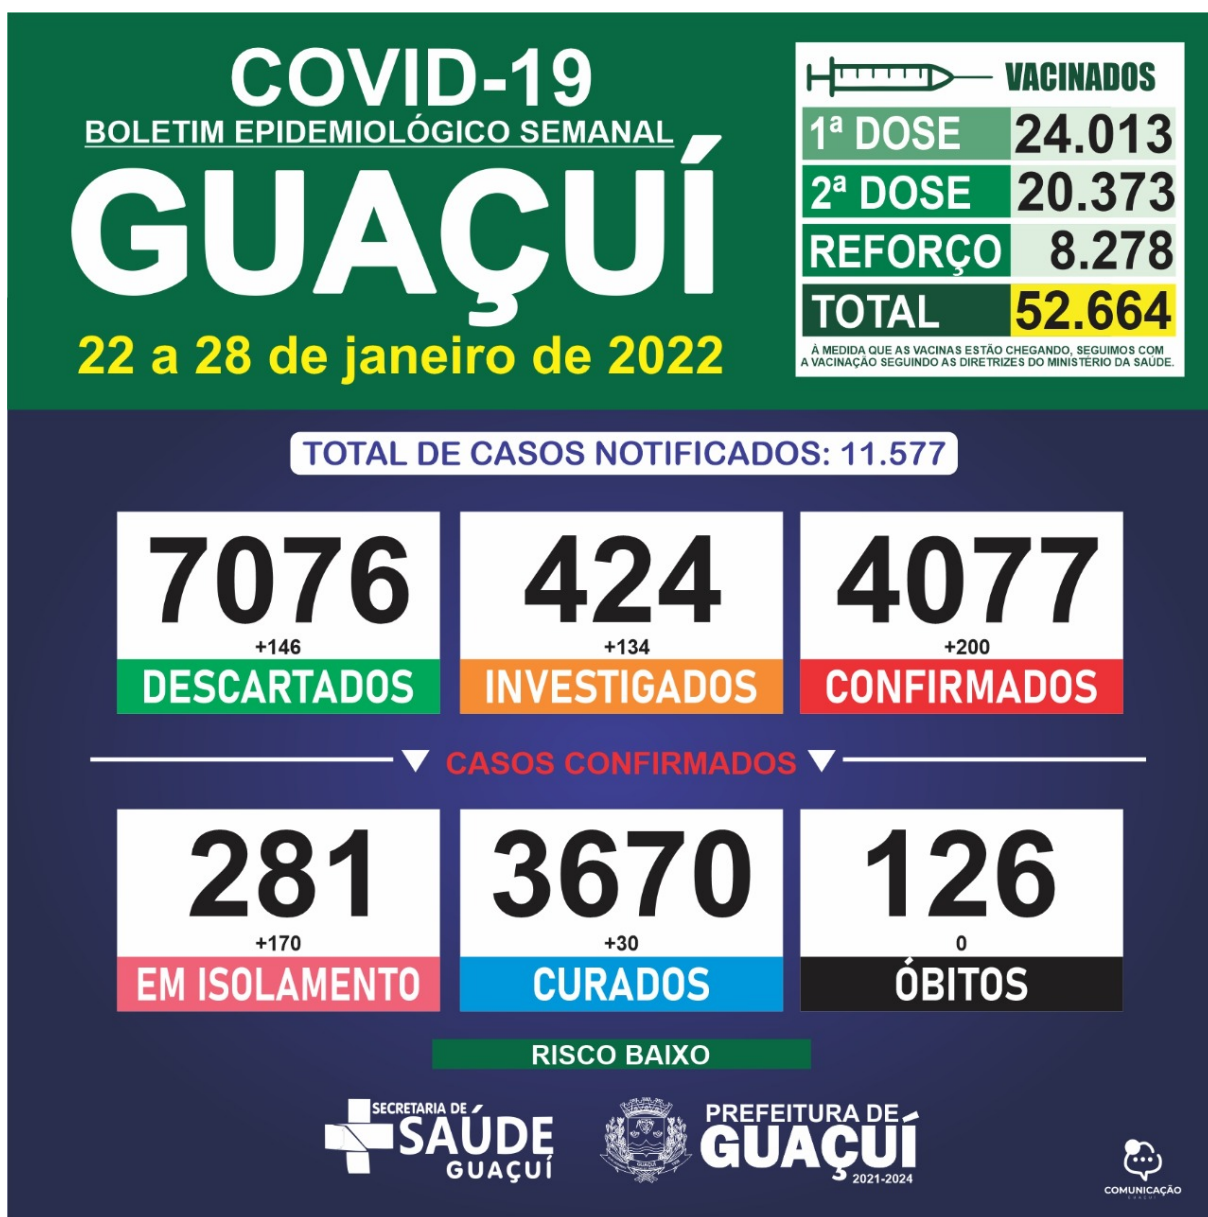 COVID-19
BOLETIM EPIDEMIOLÓGICO SEMANAL
GUAÇUÍ
22 a 28 de janeiro de 2022
VACINADOS
1ª DOSE 24.013
2ª DOSE 20.373
REFORÇO 8.278
TOTAL 52.664
À MEDIDA QUE AS VACINAS ESTÃO CHEGANDO, SEGUIMOS COM
A VACINAÇÃO SEGUINDO AS DIRETRIZES DO MINISTÉRIO DA SAÚDE.
TOTAL DE CASOS NOTIFICADOS: 11.577
7076
+146
DESCARTADOS
424
+134
INVESTIGADOS
4077
+200
CONFIRMADOS
CASOS CONFIRMADOS
281
+170
EM ISOLAMENTO
3670
+30
CURADOS
126
0
ÓBITOS
RISCO BAIXO
SECRETARIA DE
SAÚDE
GUAÇUÍ
GUAÇUÍ
PREFEITURA DE
GUAÇUÍ
2021-2024
COMUNICAÇÃO
GUAÇUÍ